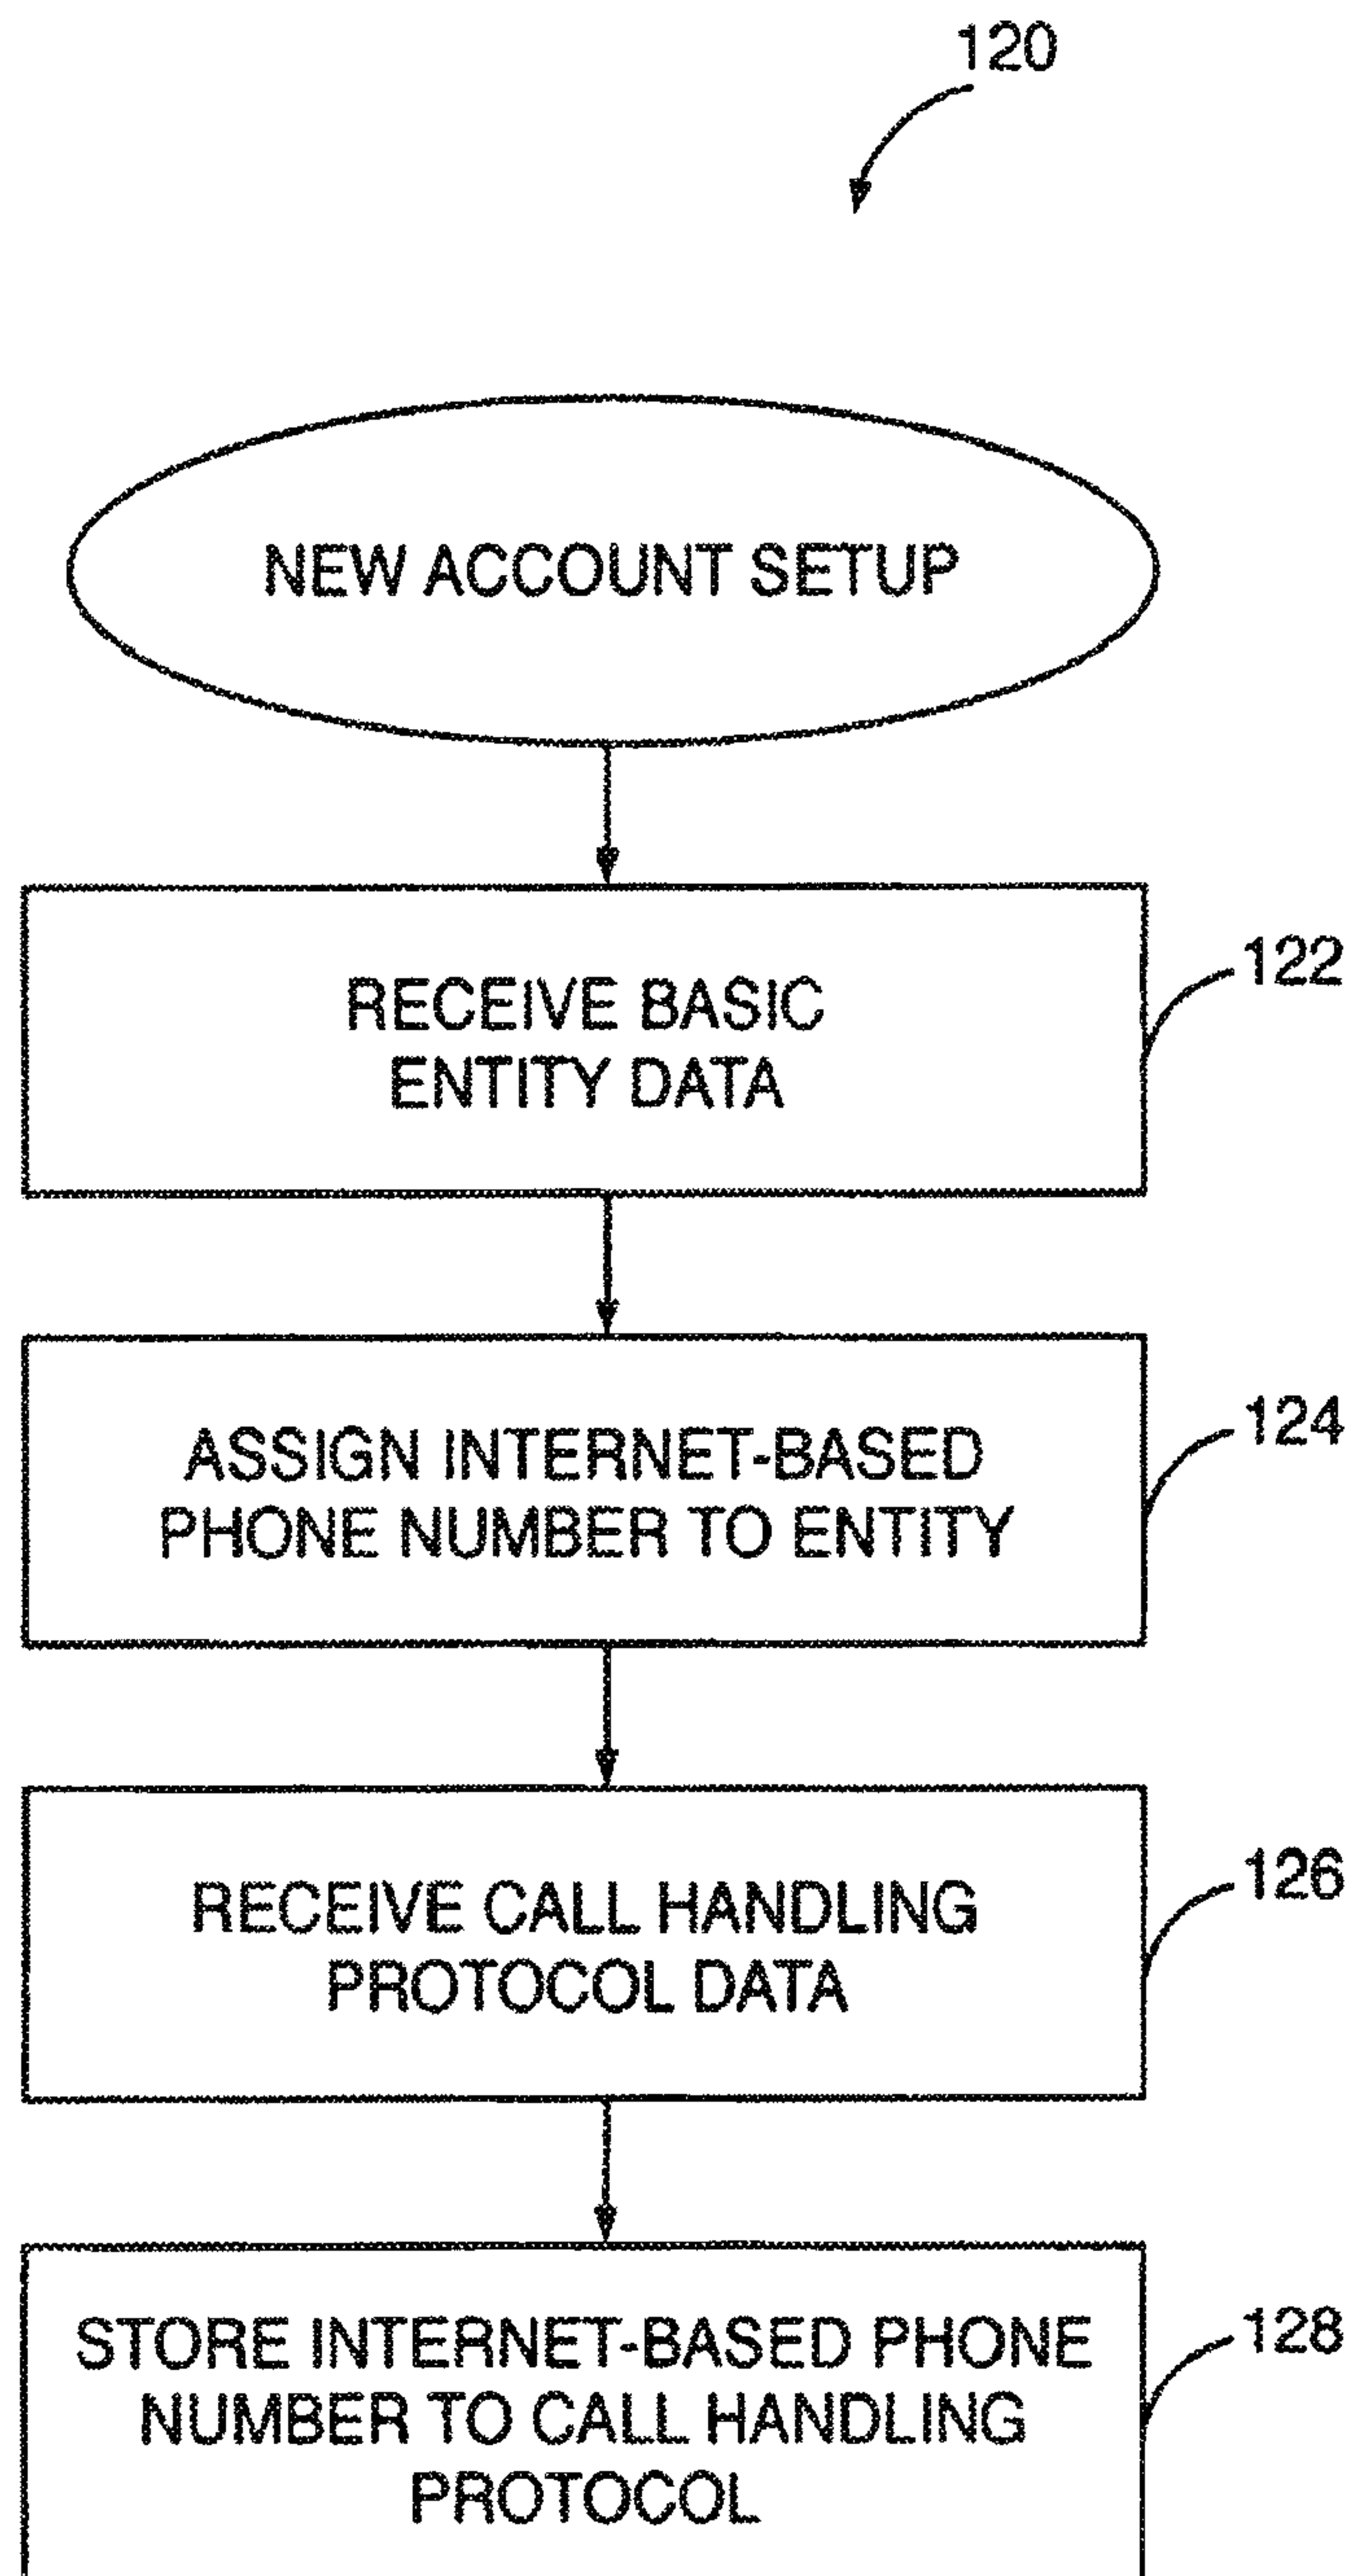 120
NEW ACCOUNT SETUP
RECEIVE BASIC
ENTITY DATA
122
ASSIGN INTERNET-BASED
PHONE NUMBER TO ENTITY
124
RECEIVE CALL HANDLING
PROTOCOL DATA
126
STORE INTERNET-BASED PHONE
NUMBER TO CALL HANDLING
PROTOCOL
128